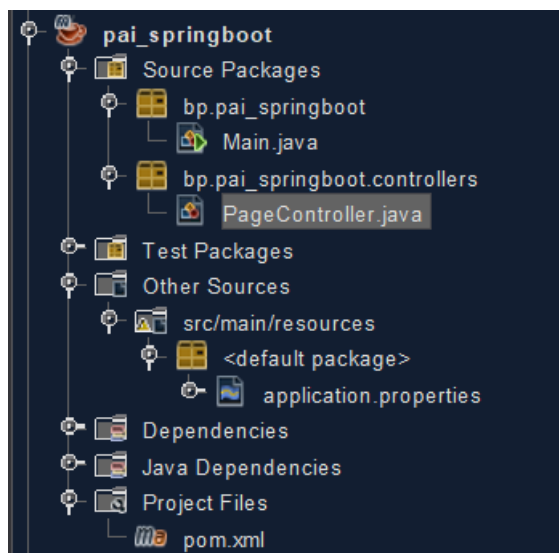 pai_springboot
Source Packages
bp.pai_springboot
Main.java
bp.pai_springboot.controllers
PageController.java
Test Packages
Other Sources
src/main/resources
<default package>
application.properties
Dependencies
Java Dependencies
Project Files
pom.xml